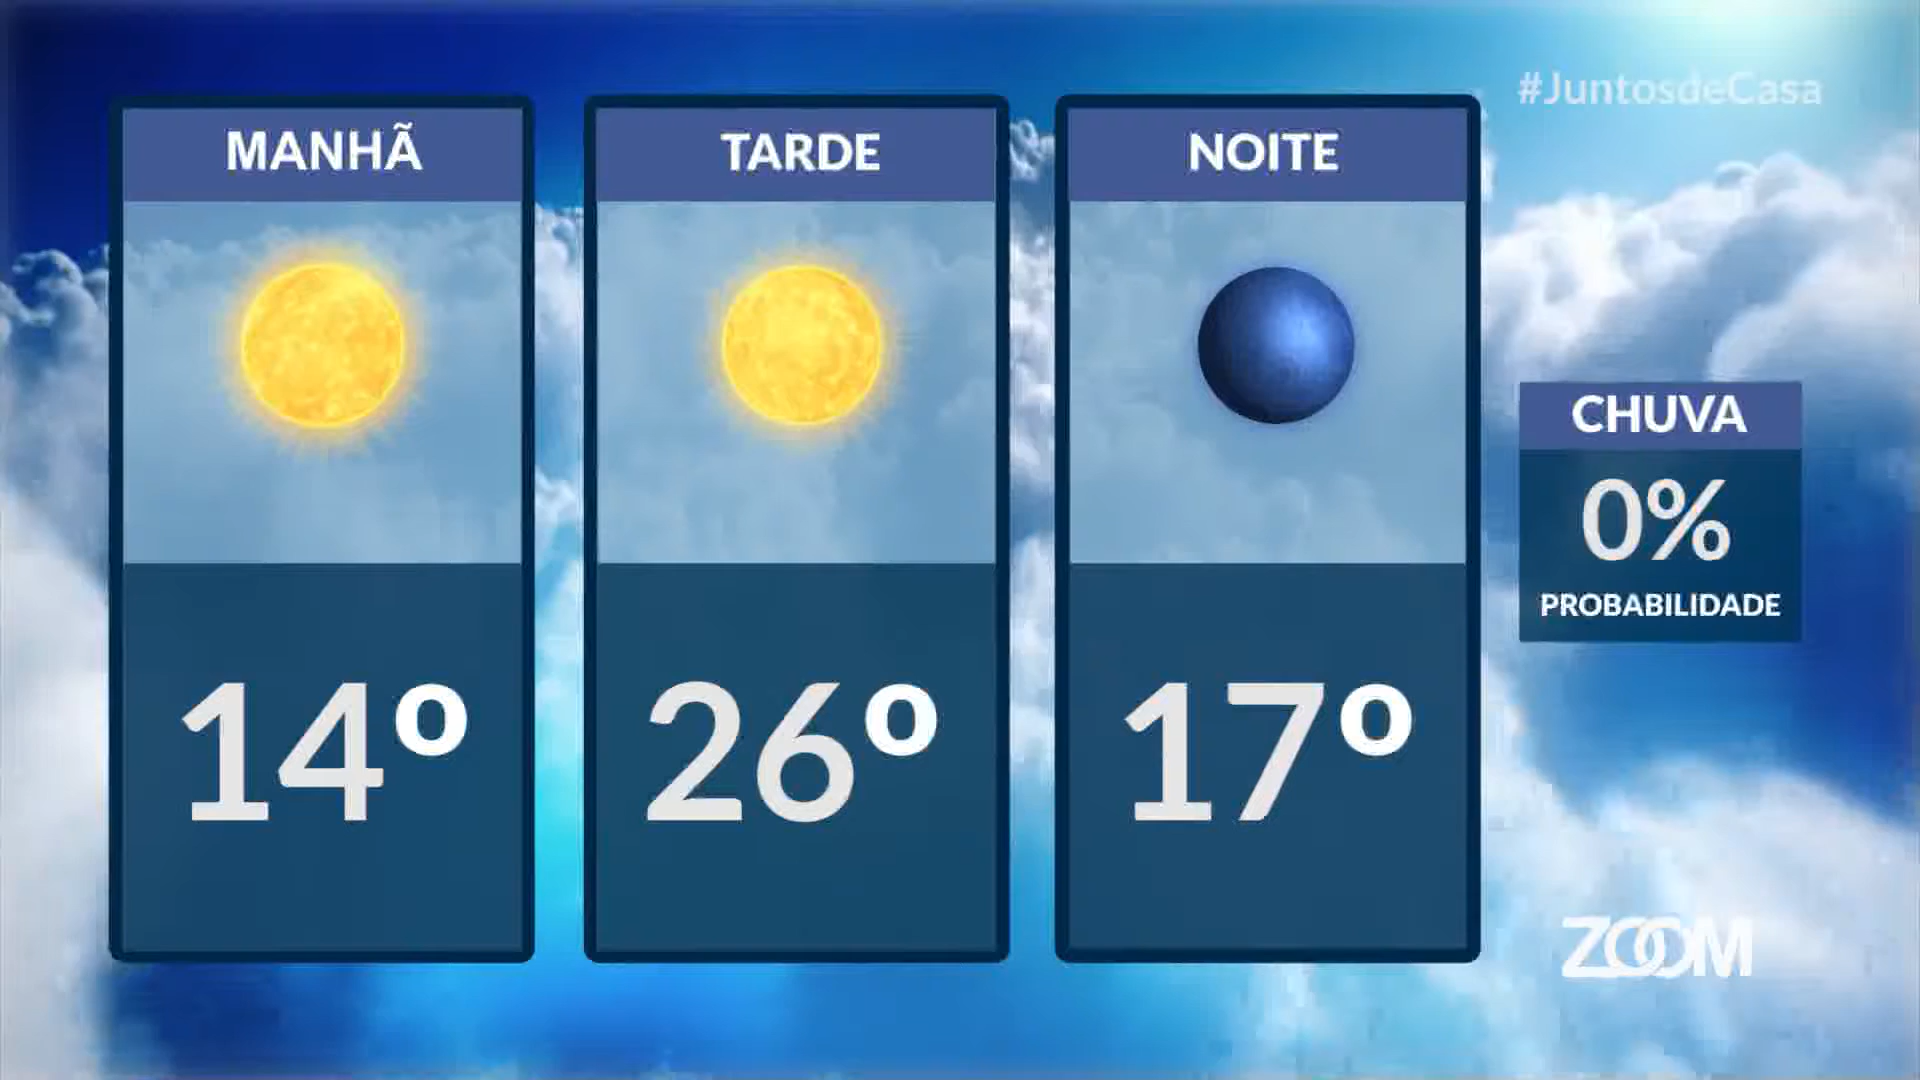 #JuntosdeCasa
MANHÃ
TARDE
NOITE
14º
26º
17º
CHUVA
0%
PROBABILIDADE
ZOOM